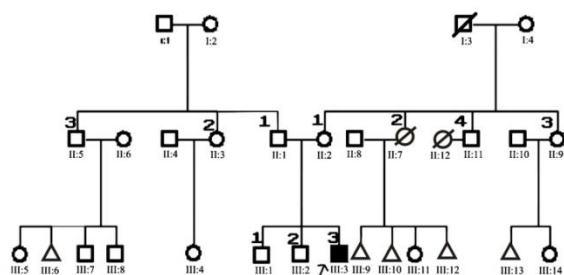 I:1 I:2 I:3 I:4
3 2 1 1 2 4 3
II:5 II:6 II:4 II:3 II:1 II:2 II:8 II:7 II:12 II:11 II:10 II:9
1 2 3
III:5 III:6 III:7 III:8 III:4 III:1 III:2 III:3 III:9 III:10 III:11 III:12 III:13 III:14